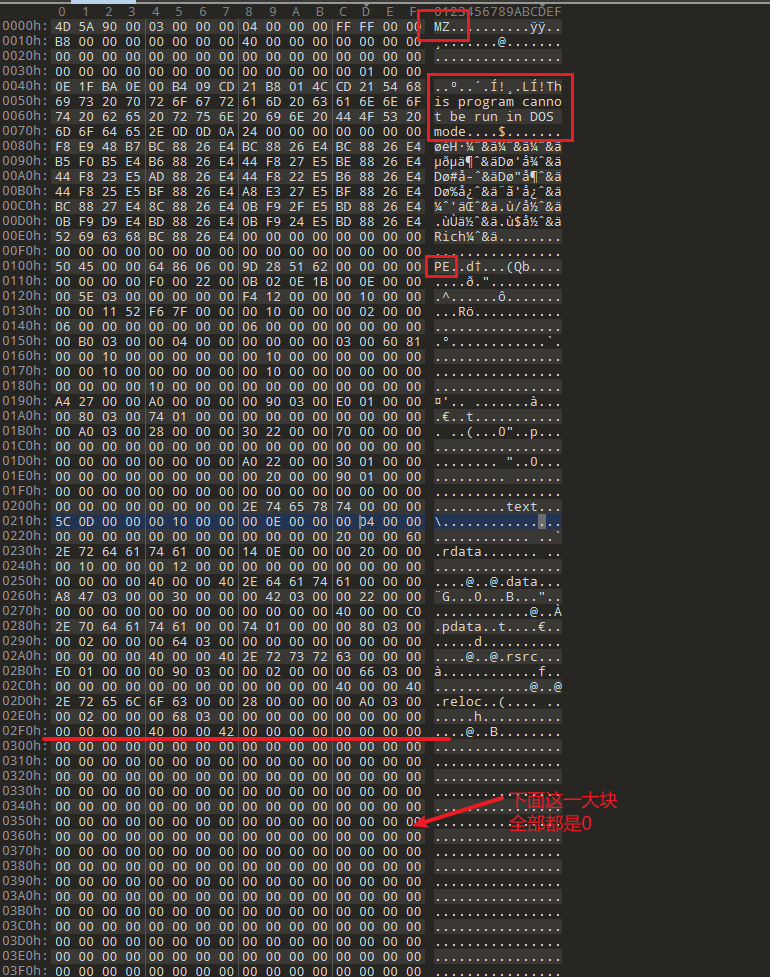 0 1 2 3 4 5 6 7 8 9 A B C D E F 0123456789ABCDEF
0000h: 4D 5A 90 00 03 00 00 00 04 00 00 00 FF FF 00 00 MZ..........ÿÿ..
0010h: B8 00 00 00 00 00 00 00 40 00 00 00 00 00 00 00 ¸.......@.......
0020h: 00 00 00 00 00 00 00 00 00 00 00 00 00 00 00 00 ................
0030h: 00 00 00 00 00 00 00 00 00 00 00 00 00 01 00 00 ................
0040h: 0E 1F BA 0E 00 B4 09 CD 21 B8 01 4C CD 21 54 68 ..º..´.Í!¸.LÍ!Th
0050h: 69 73 20 70 72 6F 67 72 61 6D 20 63 61 6E 6E 6F is program canno
0060h: 74 20 62 65 20 72 75 6E 20 69 6E 20 44 4F 53 20 t be run in DOS
0070h: 6D 6F 64 65 2E 0D 0D 0A 24 00 00 00 00 00 00 00 mode....$.......
0080h: F8 E9 48 B7 BC 88 26 E4 BC 88 26 E4 BC 88 26 E4 øéH·¼ˆ&ä¼ˆ&ä¼ˆ&ä
0090h: B5 F0 B5 E4 B6 88 26 E4 44 F8 27 E5 BE 88 26 E4 µðµä¶ˆ&äDø'å¾ˆ&ä
00A0h: 44 F8 23 E5 AD 88 26 E4 44 F8 22 E5 B6 88 26 E4 Dø#å-ˆ&äDø"å¶ˆ&ä
00B0h: 44 F8 25 E5 BF 88 26 E4 A8 E3 27 E5 BF 88 26 E4 Dø%å¿ˆ&ä¨ã'å¿ˆ&ä
00C0h: BC 88 27 E4 8C 88 26 E4 0B F9 2F E5 BD 88 26 E4 ¼ˆ'äŒˆ&ä.ù/å½ˆ&ä
00D0h: 0B F9 D9 E4 BD 88 26 E4 0B F9 24 E5 BD 88 26 E4 .ùÙä½ˆ&ä.ù$å½ˆ&ä
00E0h: 52 69 63 68 BC 88 26 E4 00 00 00 00 00 00 00 00 Rich¼ˆ&ä........
00F0h: 00 00 00 00 00 00 00 00 00 00 00 00 00 00 00 00 ................
0100h: 50 45 00 00 64 86 06 00 9D 28 51 62 00 00 00 00 PE..d†...(Qb....
0110h: 00 00 00 00 F0 00 22 00 0B 02 0E 1B 00 0E 00 00 ....ð.".........
0120h: 00 5E 03 00 00 00 00 00 F4 12 00 00 00 10 00 00 .^......ô.......
0130h: 00 00 11 52 F6 7F 00 00 00 10 00 00 00 02 00 00 ...Rö...........
0140h: 06 00 00 00 00 00 00 00 06 00 00 00 00 00 00 00 ................
0150h: 00 B0 03 00 00 04 00 00 00 00 00 00 03 00 60 81 .°............`.
0160h: 00 00 10 00 00 00 00 00 00 10 00 00 00 00 00 00 ................
0170h: 00 00 10 00 00 00 00 00 00 10 00 00 00 00 00 00 ................
0180h: 00 00 00 00 10 00 00 00 00 00 00 00 00 00 00 00 ................
0190h: A4 27 00 00 A0 00 00 00 00 90 03 00 E0 01 00 00 ¤'.. .......à...
01A0h: 00 80 03 00 74 01 00 00 00 00 00 00 00 00 00 00 .€..t...........
01B0h: 00 A0 03 00 28 00 00 00 30 22 00 00 70 00 00 00 . ..(...0"..p...
01C0h: 00 00 00 00 00 00 00 00 00 00 00 00 00 00 00 00 ................
01D0h: 00 00 00 00 00 00 00 00 A0 22 00 00 30 01 00 00 ........ "..0...
01E0h: 00 00 00 00 00 00 00 00 00 20 00 00 90 01 00 00 ......... ......
01F0h: 00 00 00 00 00 00 00 00 00 00 00 00 00 00 00 00 ................
0200h: 00 00 00 00 00 00 00 00 2E 74 65 78 74 00 00 00 .........text...
0210h: 5C 0D 00 00 00 10 00 00 00 0E 00 00 00 04 00 00 \...............
0220h: 00 00 00 00 00 00 00 00 00 00 00 00 20 00 00 60 ............ ..`
0230h: 2E 72 64 61 74 61 00 00 14 0E 00 00 00 20 00 00 .rdata....... ..
0240h: 00 10 00 00 00 12 00 00 00 00 00 00 00 00 00 00 ................
0250h: 00 00 00 00 40 00 00 40 2E 64 61 74 61 00 00 00 ....@..@.data...
0260h: A8 47 03 00 00 30 00 00 00 42 03 00 00 22 00 00 ¨G...0...B..."..
0270h: 00 00 00 00 00 00 00 00 00 00 00 00 40 00 00 C0 ............@..À
0280h: 2E 70 64 61 74 61 00 00 74 01 00 00 00 80 03 00 .pdata..t....€..
0290h: 00 02 00 00 00 64 03 00 00 00 00 00 00 00 00 00 .....d..........
02A0h: 00 00 00 00 40 00 00 40 2E 72 73 72 63 00 00 00 ....@..@.rsrc...
02B0h: E0 01 00 00 00 90 03 00 00 02 00 00 00 66 03 00 à............f..
02C0h: 00 00 00 00 00 00 00 00 00 00 00 00 40 00 00 40 ............@..@
02D0h: 2E 72 65 6C 6F 63 00 00 28 00 00 00 00 A0 03 00 .reloc..(.... ..
02E0h: 00 02 00 00 00 68 03 00 00 00 00 00 00 00 00 00 .....h..........
02F0h: 00 00 00 00 40 00 00 42 00 00 00 00 00 00 00 00 ....@..B........
0300h: 00 00 00 00 00 00 00 00 00 00 00 00 00 00 00 00 ................
0310h: 00 00 00 00 00 00 00 00 00 00 00 00 00 00 00 00 ................
0320h: 00 00 00 00 00 00 00 00 00 00 00 00 00 00 00 00 ................
0330h: 00 00 00 00 00 00 00 00 00 00 00 00 00 00 00 00 ................
0340h: 00 00 00 00 00 00 00 00 00 00 00 00 00 00 00 00 ................
下面这一大块
0350h: 00 00 00 00 00 00 00 00 00 00 00 00 00 00 00 00 ................
全部都是0
0360h: 00 00 00 00 00 00 00 00 00 00 00 00 00 00 00 00 ................
0370h: 00 00 00 00 00 00 00 00 00 00 00 00 00 00 00 00 ................
0380h: 00 00 00 00 00 00 00 00 00 00 00 00 00 00 00 00 ................
0390h: 00 00 00 00 00 00 00 00 00 00 00 00 00 00 00 00 ................
03A0h: 00 00 00 00 00 00 00 00 00 00 00 00 00 00 00 00 ................
03B0h: 00 00 00 00 00 00 00 00 00 00 00 00 00 00 00 00 ................
03C0h: 00 00 00 00 00 00 00 00 00 00 00 00 00 00 00 00 ................
03D0h: 00 00 00 00 00 00 00 00 00 00 00 00 00 00 00 00 ................
03E0h: 00 00 00 00 00 00 00 00 00 00 00 00 00 00 00 00 ................
03F0h: 00 00 00 00 00 00 00 00 00 00 00 00 00 00 00 00 ................